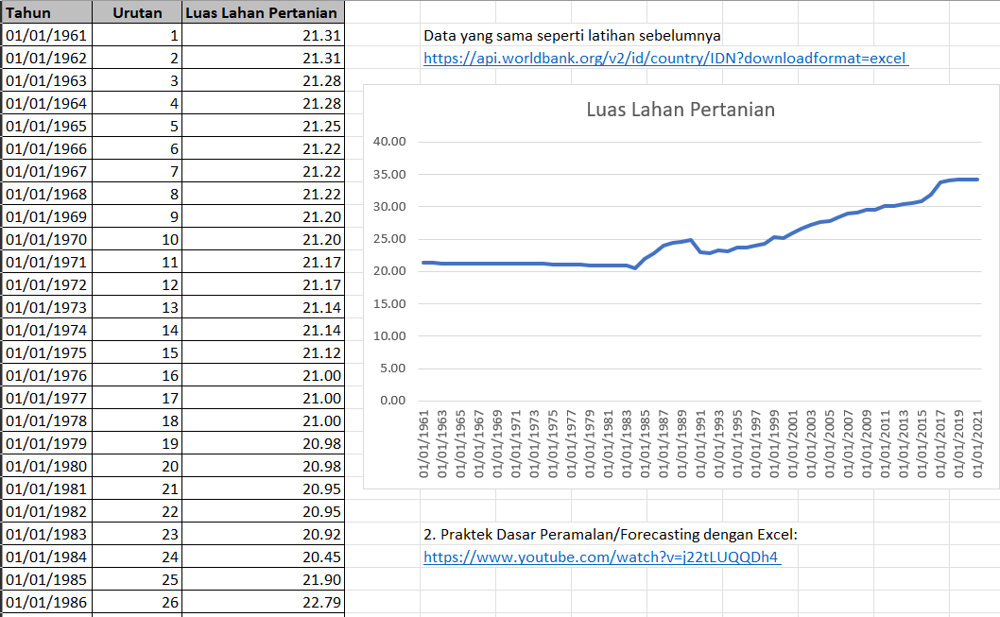 Tahun Urutan Luas Lahan Pertanian
01/01/1961 1 21.31
01/01/1962 2 21.31
01/01/1963 3 21.28
01/01/1964 4 21.28
01/01/1965 5 21.25
01/01/1966 6 21.22
01/01/1967 7 21.22
01/01/1968 8 21.22
01/01/1969 9 21.20
01/01/1970 10 21.20
01/01/1971 11 21.17
01/01/1972 12 21.17
01/01/1973 13 21.14
01/01/1974 14 21.14
01/01/1975 15 21.12
01/01/1976 16 21.00
01/01/1977 17 21.00
01/01/1978 18 21.00
01/01/1979 19 20.98
01/01/1980 20 20.98
01/01/1981 21 20.95
01/01/1982 22 20.95
01/01/1983 23 20.92
01/01/1984 24 20.45
01/01/1985 25 21.90
01/01/1986 26 22.79
Data yang sama seperti latihan sebelumnya
https://api.worldbank.org/v2/id/country/IDN?downloadformat=excel
Luas Lahan Pertanian
40.00
35.00
30.00
25.00
20.00
15.00
10.00
5.00
0.00
01/01/1961
01/01/1963
01/01/1965
01/01/1967
01/01/1969
01/01/1971
01/01/1973
01/01/1975
01/01/1977
01/01/1979
01/01/1981
01/01/1983
01/01/1985
01/01/1987
01/01/1989
01/01/1991
01/01/1993
01/01/1995
01/01/1997
01/01/1999
01/01/2001
01/01/2003
01/01/2005
01/01/2007
01/01/2009
01/01/2011
01/01/2013
01/01/2015
01/01/2017
01/01/2019
01/01/2021
2. Praktek Dasar Peramalan/Forecasting dengan Excel:
https://www.youtube.com/watch?v=j22tLUQQDh4